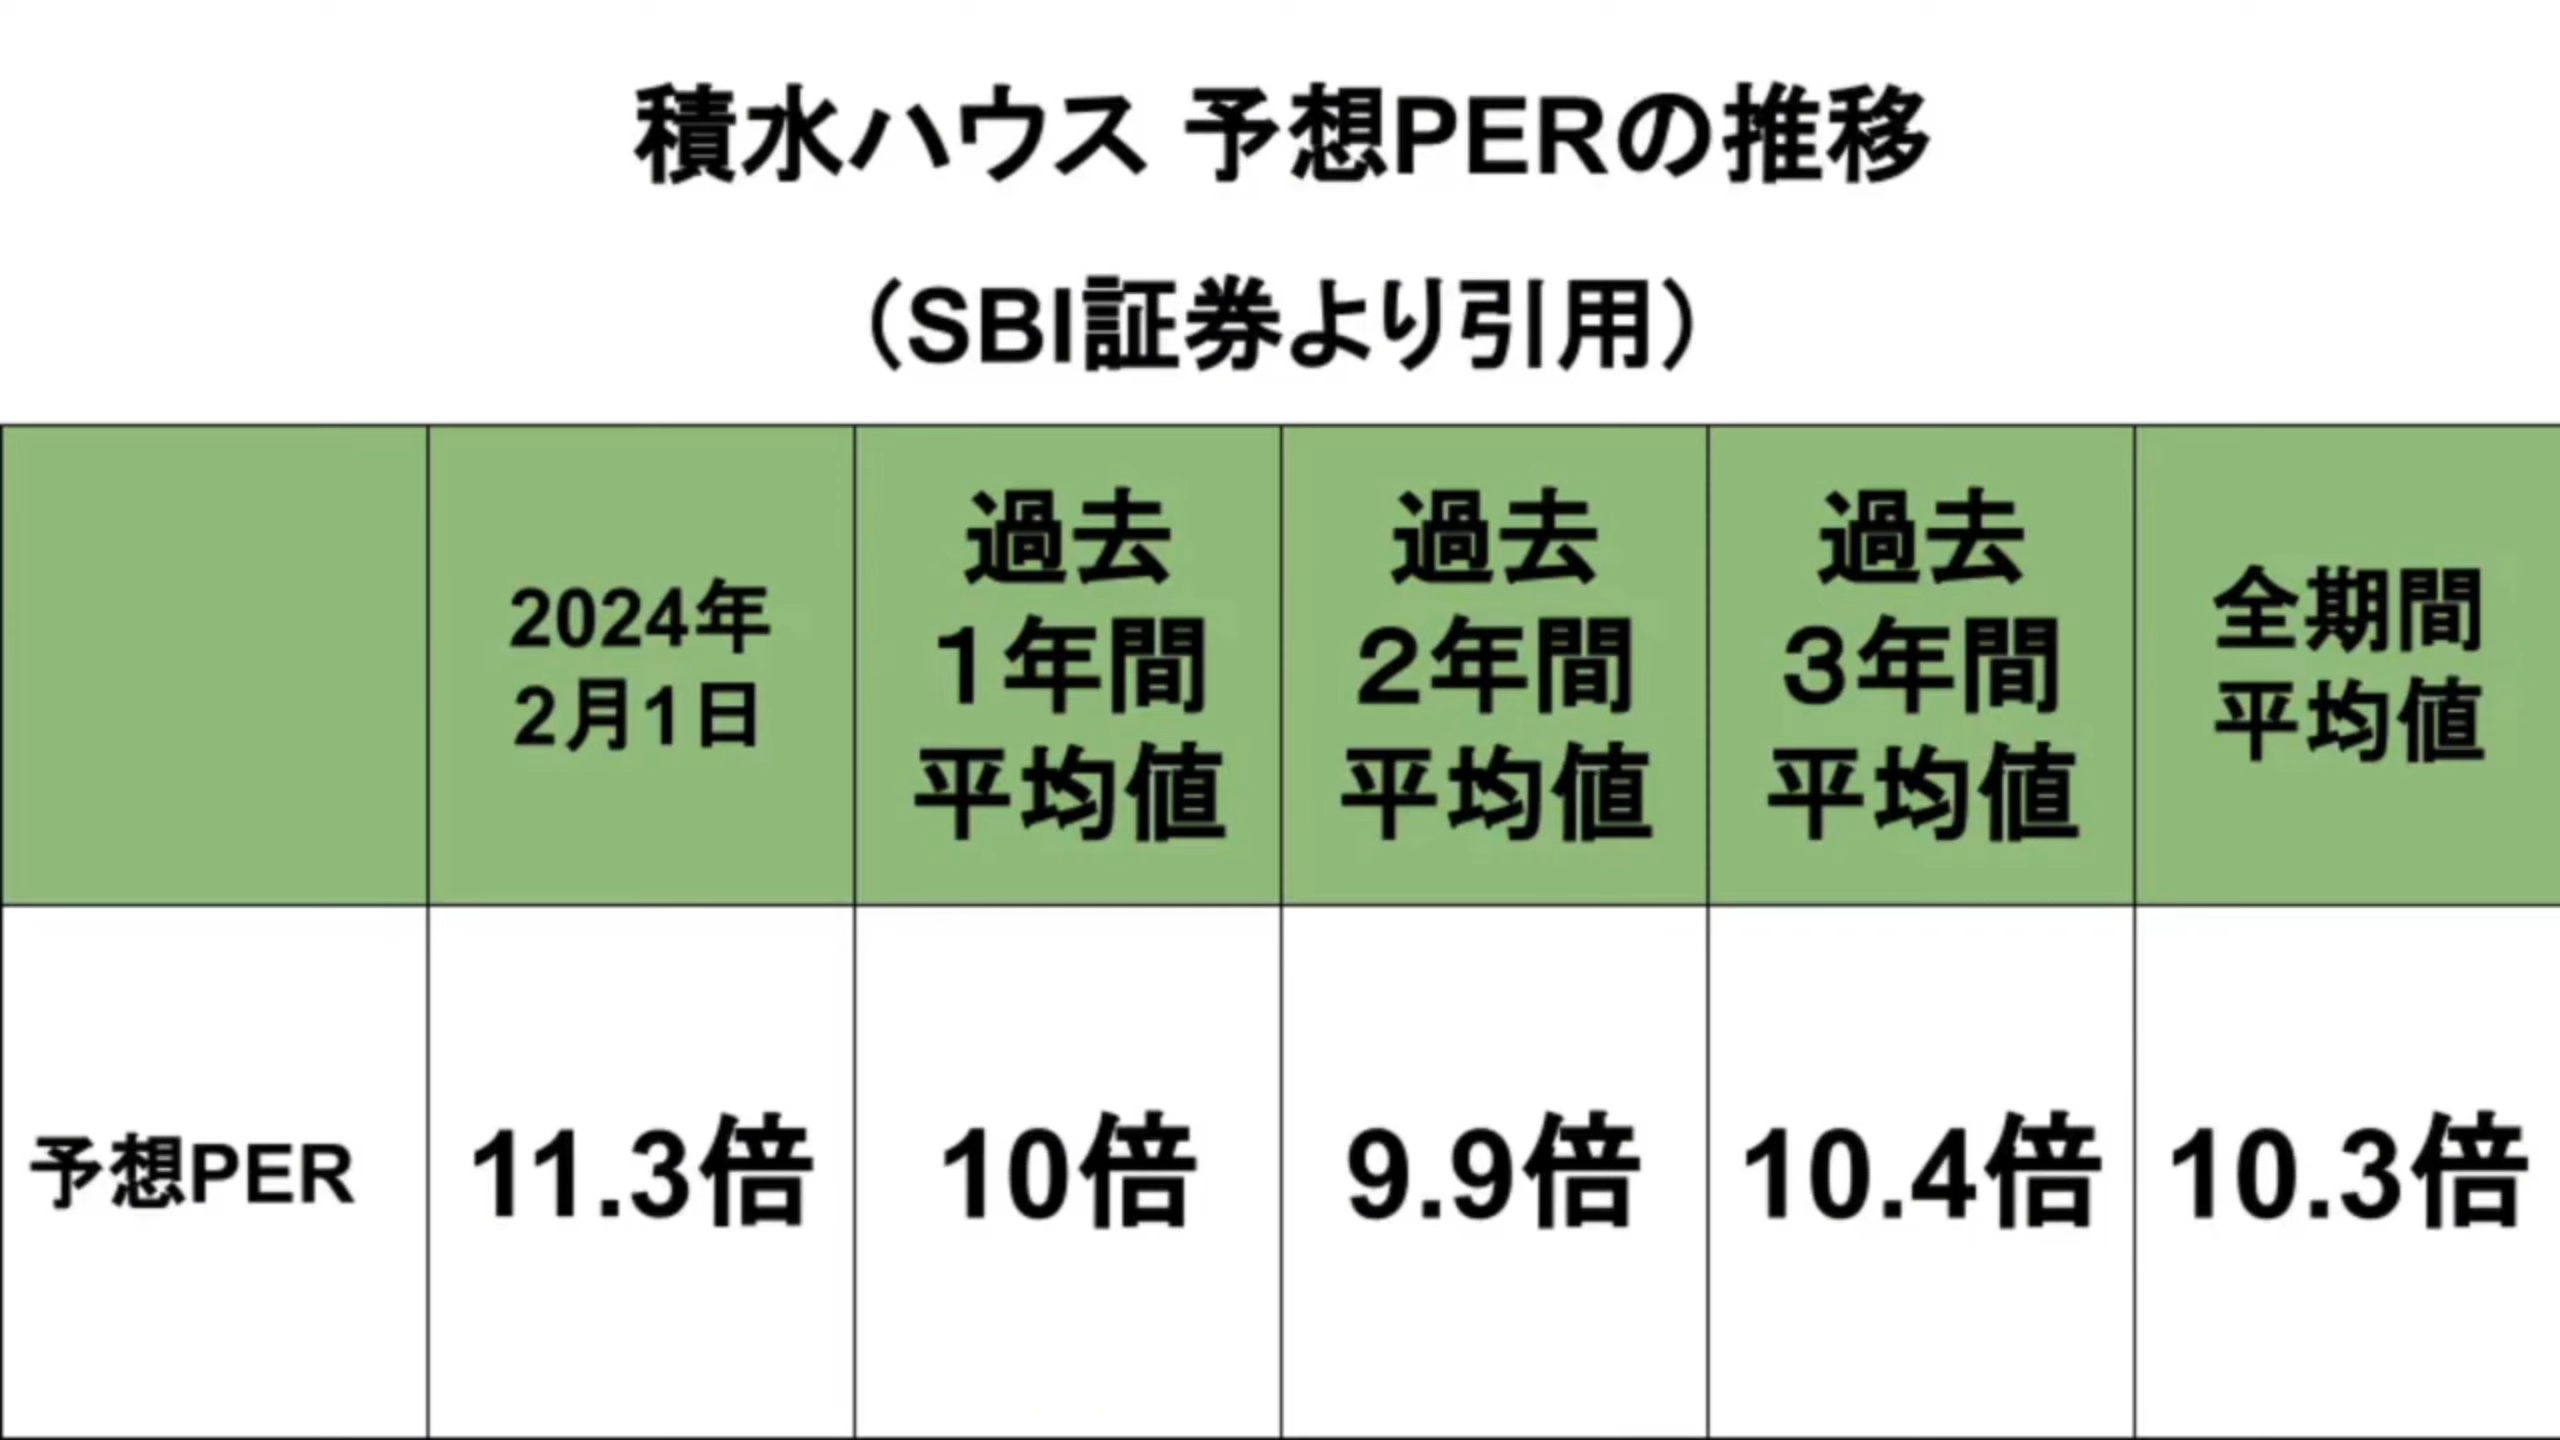 積水ハウス 予想PERの推移
（SBI証券より引用）
2024年
2月1日
過去
1年間
平均値
過去
2年間
平均値
過去
3年間
平均値
全期間
平均値
予想PER
11.3倍
10倍
9.9倍
10.4倍
10.3倍